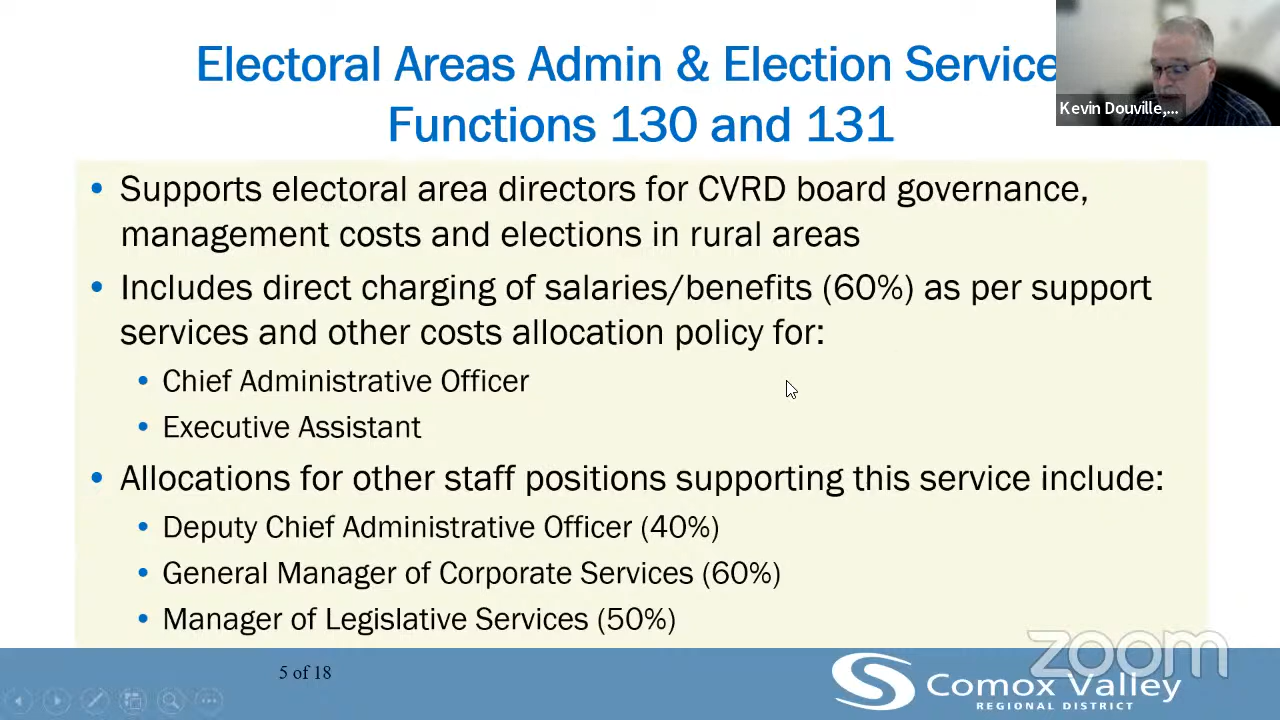 Electoral Areas Admin & Election Service
Functions 130 and 131
Kevin Douville,...
• Supports electoral area directors for CVRD board governance,
management costs and elections in rural areas
• Includes direct charging of salaries/benefits (60%) as per support
services and other costs allocation policy for:
• Chief Administrative Officer
• Executive Assistant
• Allocations for other staff positions supporting this service include:
• Deputy Chief Administrative Officer (40%)
• General Manager of Corporate Services (60%)
• Manager of Legislative Services (50%)
5 of 18
zoom
Comox Valley
REGIONAL DISTRICT